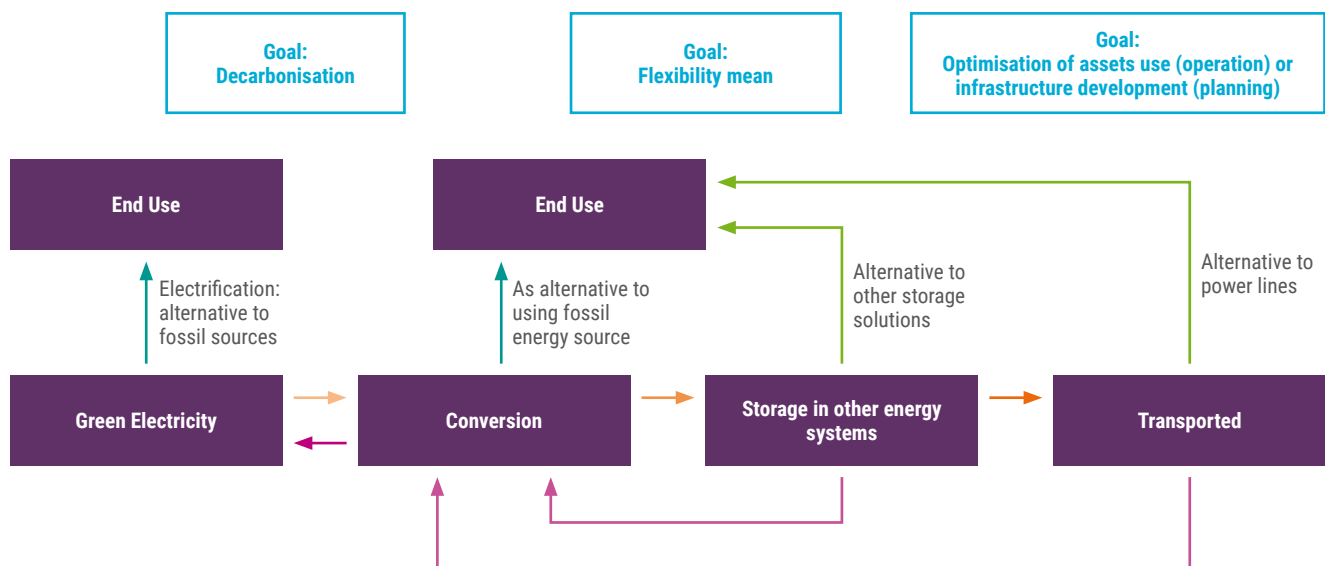 Goal:
Decarbonisation
Goal:
Flexibility mean
Goal:
Optimisation of assets use (operation) or
infrastructure development (planning)
End Use
End Use
Electrification:
alternative to
fossil sources
As alternative to
using fossil
energy source
Alternative to
other storage
solutions
Alternative to
power lines
Green Electricity
Conversion
Storage in other energy
systems
Transported